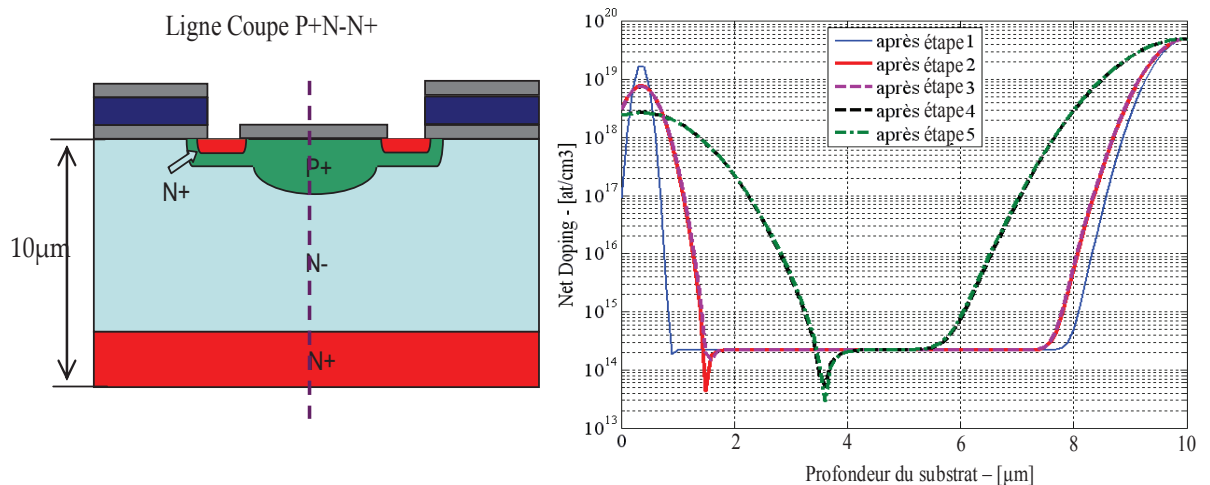 Ligne Coupe P+N-N+
P+
N+
10µm
N-
N+
Net Doping - [at/cm3]
10^20
10^19
10^18
10^17
10^16
10^15
10^14
10^13
après étape 1
après étape 2
après étape 3
après étape 4
après étape 5
0 2 4 6 8 10
Profondeur du substrat – [µm]